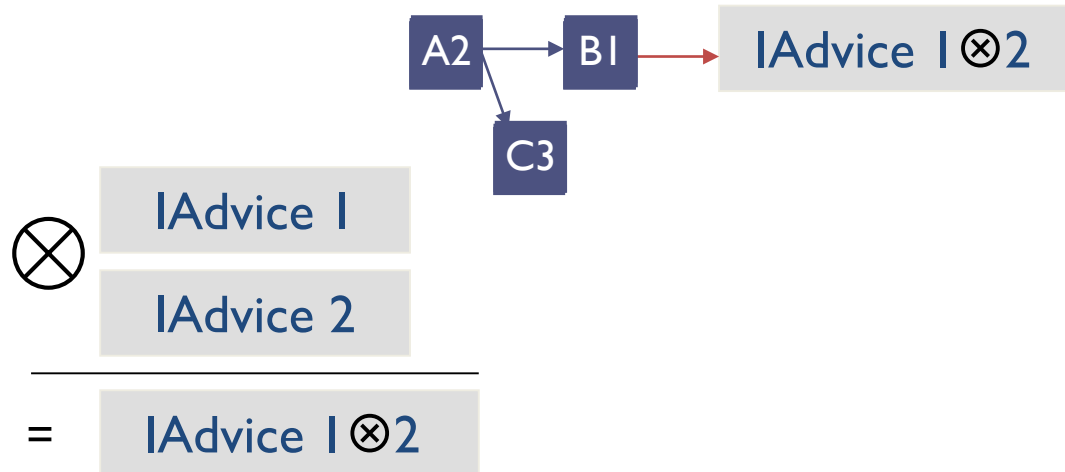 A2 B1 IAdvice 1⊗2
C3
IAdvice 1
⊗
IAdvice 2
= IAdvice 1⊗2